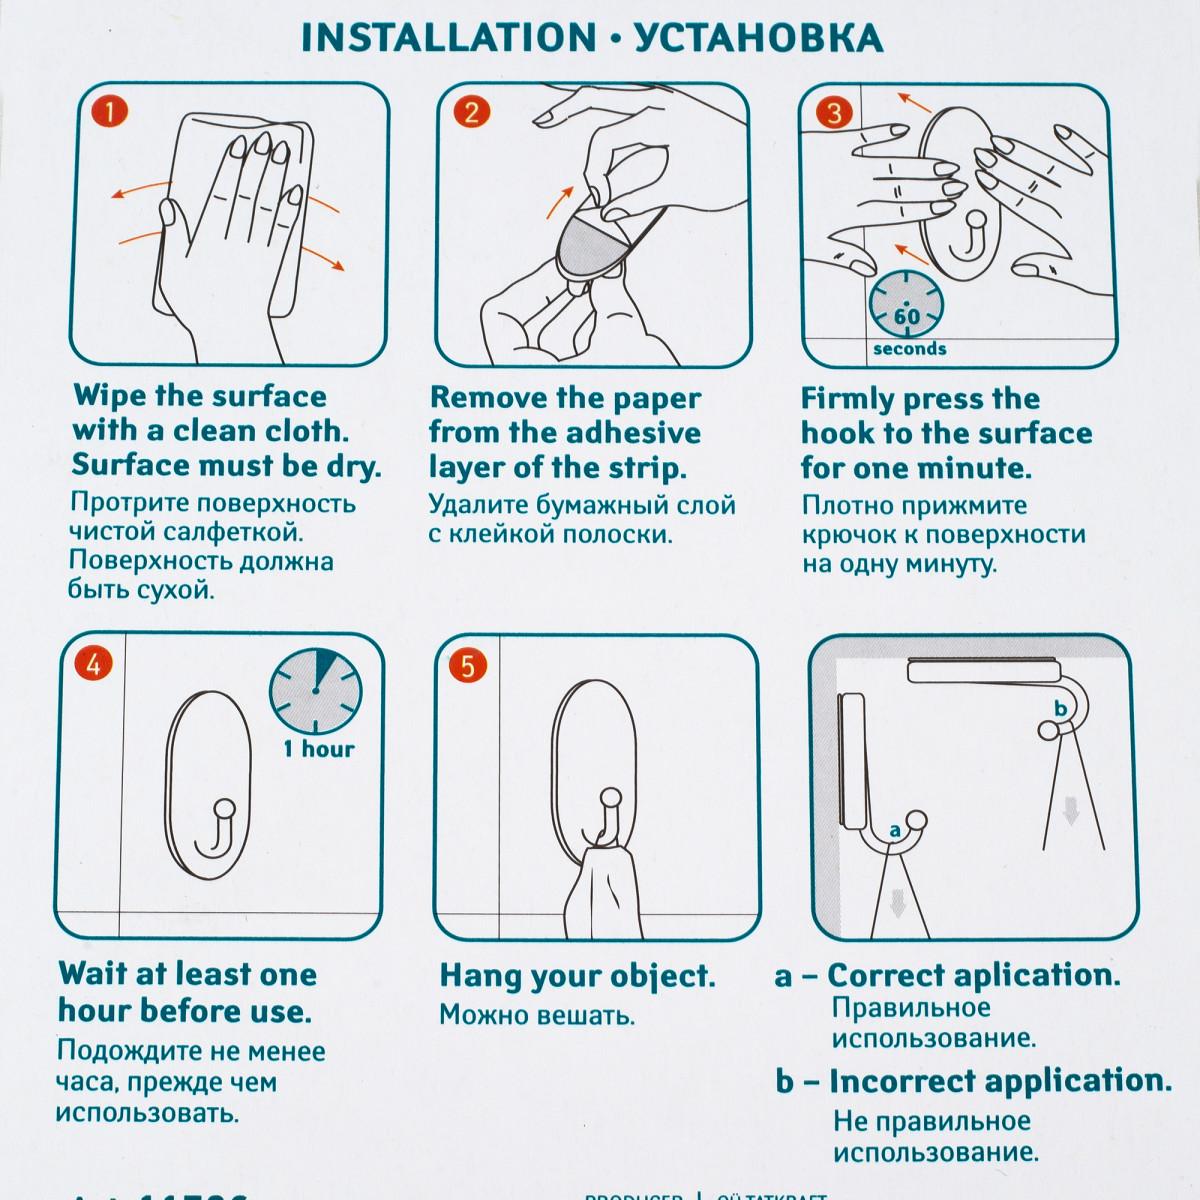 INSTALLATION • УСТАНОВКА
1
2
3
60
seconds
Wipe the surface
with a clean cloth.
Surface must be dry.
Протрите поверхность
чистой салфеткой.
Поверхность должна
быть сухой.
Remove the paper
from the adhesive
layer of the strip.
Удалите бумажный слой
с клейкой полоски.
Firmly press the
hook to the surface
for one minute.
Плотно прижмите
крючок к поверхности
на одну минуту.
4
1 hour
5
b
a
Wait at least one
hour before use.
Подождите не менее
часа, прежде чем
использовать.
Hang your object.
Можно вешать.
a – Correct aplication.
Правильное
использование.
b – Incorrect application.
Не правильное
использование.
PRODUCER | OÜ TATKRAFT